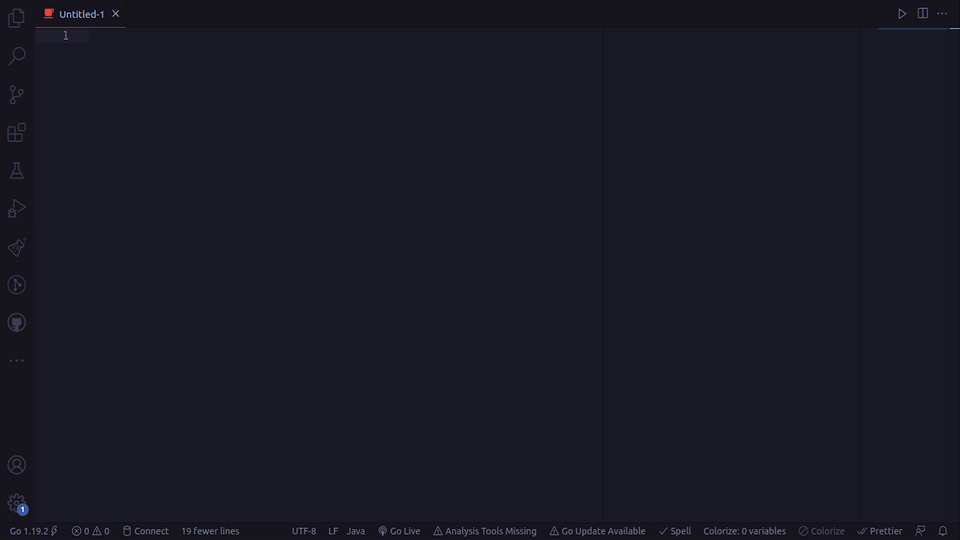 Untitled-1
1
1
Go 1.19.2
0 0
Connect
19 fewer lines
UTF-8
LF
Java
Go Live
Analysis Tools Missing
Go Update Available
Spell
Colorize: 0 variables
Colorize
Prettier